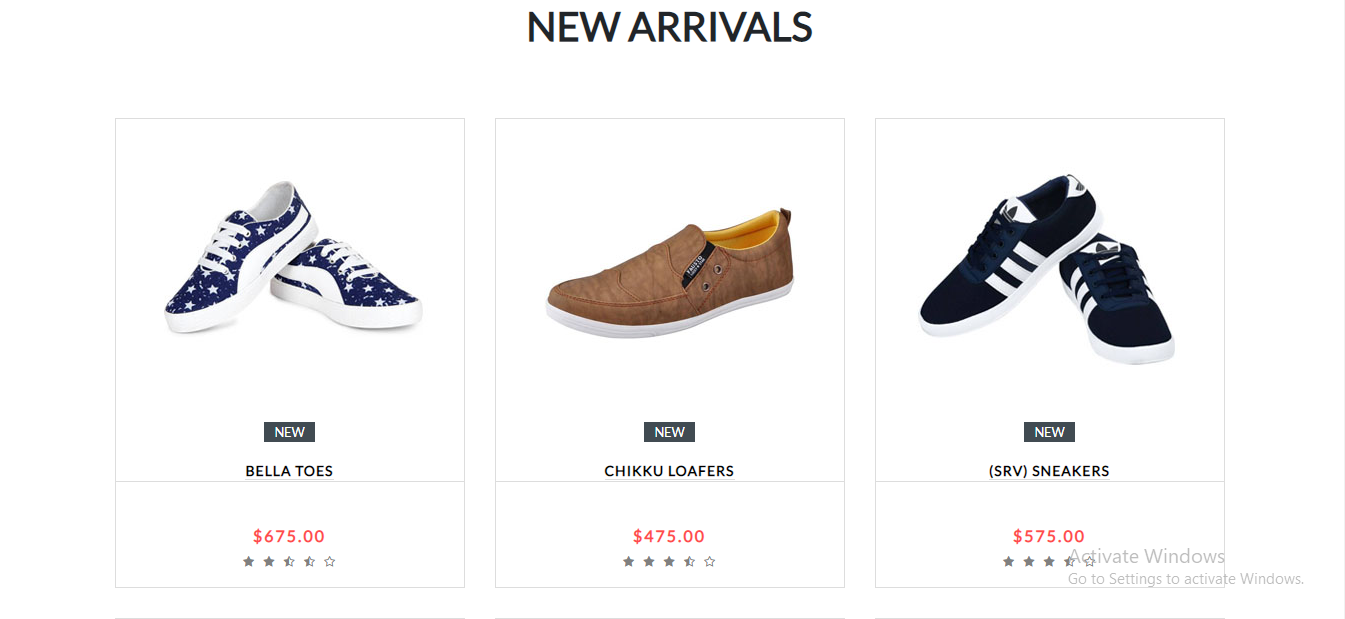 NEW ARRIVALS
FAUSTO
NEW
NEW
NEW
BELLA TOES
CHIKKU LOAFERS
(SRV) SNEAKERS
$675.00
$475.00
$575.00
Activate Windows
Go to Settings to activate Windows.